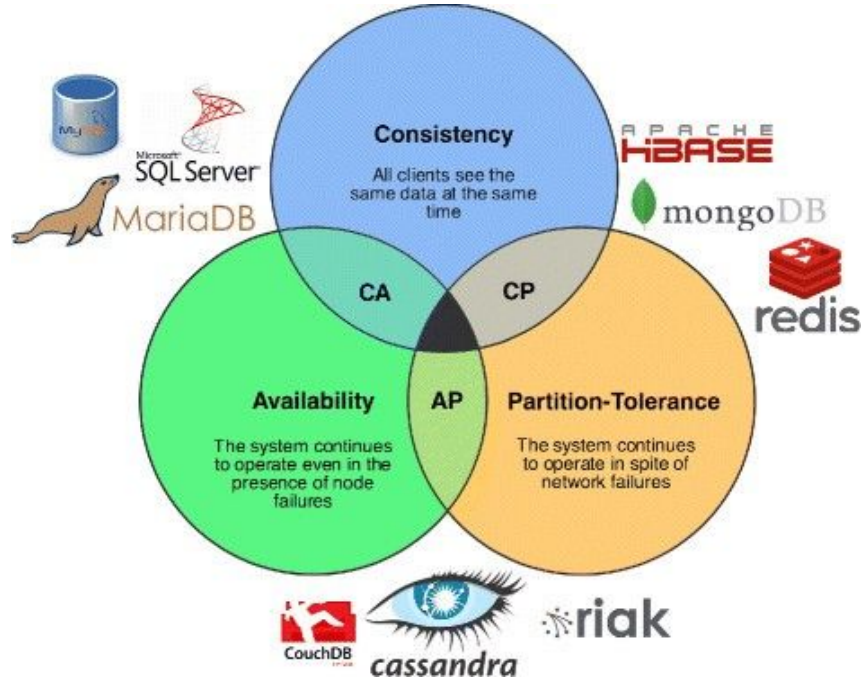 MySQL
Microsoft
SQL Server
MariaDB
Consistency
All clients see the
same data at the same
time
APACHE
HBASE
mongoDB
redis
CA
CP
AP
Availability
The system continues
to operate even in the
presence of node
failures
Partition-Tolerance
The system continues
to operate in spite of
network failures
CouchDB
cassandra
riak